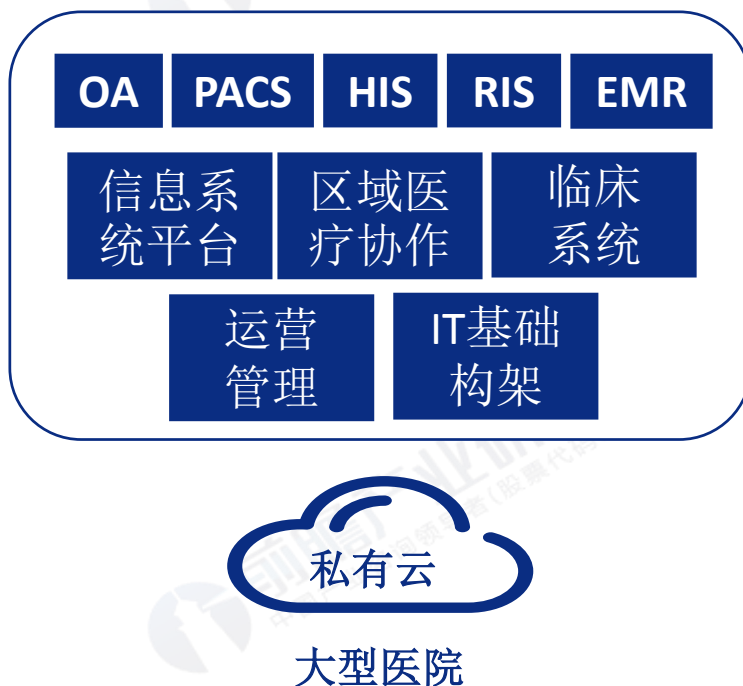 OA PACS HIS RIS EMR
信息系 区域医 临床
统平台 疗协作 系统
运营 IT基础
管理 构架
私有云
大型医院